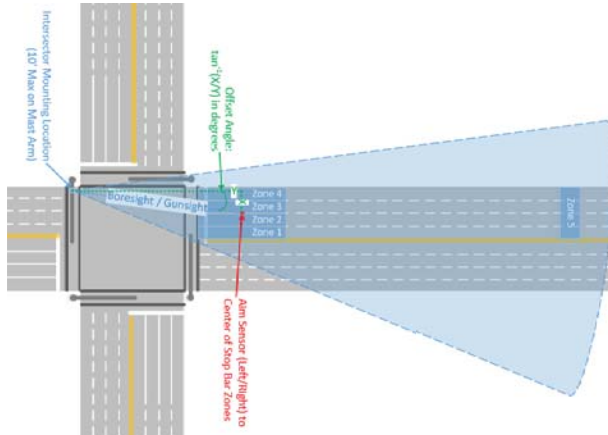 Intersector Mounting Location
(10' Max on Mast Arm)
Offset Angle:
tan⁻¹(X/Y) in degrees
Boresight / Gunsight
Y
X
Zone 4
Zone 3
Zone 2
Zone 1
Zone 5
Aim Sensor (Left/Right) to
Center of Stop Bar Zones